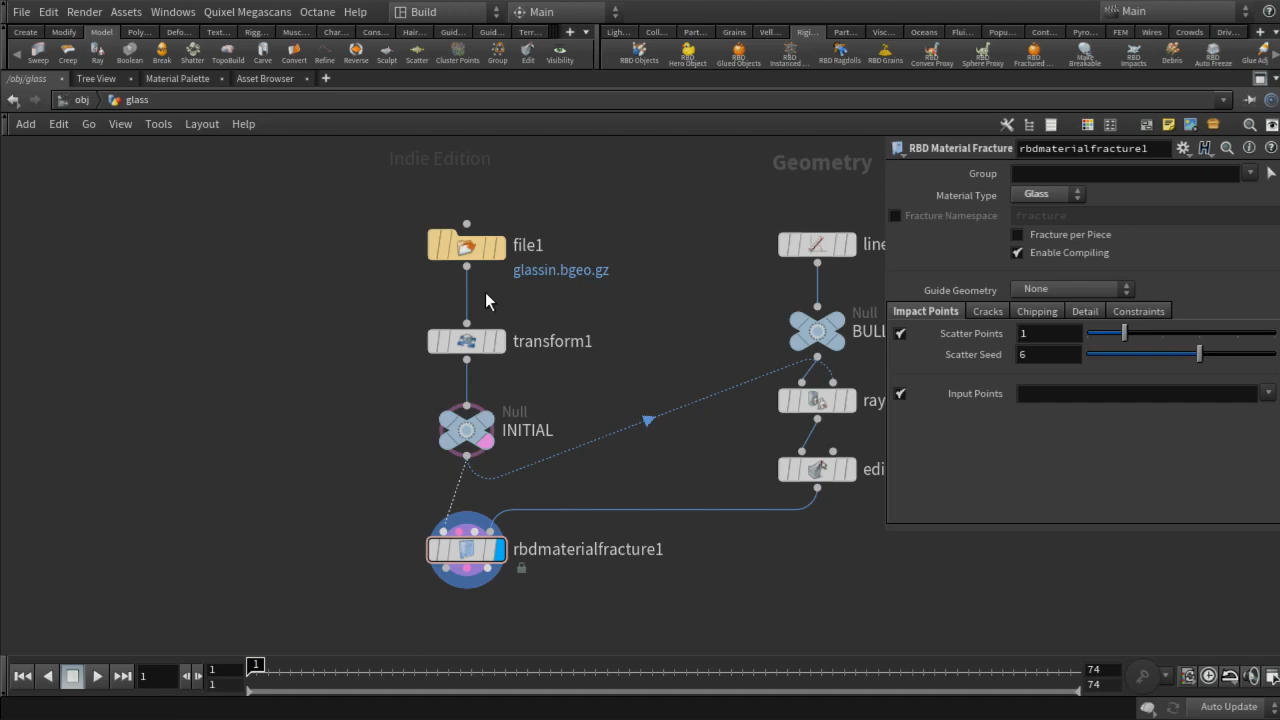 File Edit Render Assets Windows Quixel Megascans Octane Help Build Main Main
Create Modify Model Poly... Defo... Text... Rigg... Musc... Char... Cons... Hair... Guid... Guid... Terr... Ligh... Coll... Part... Grains Vell... Rigi... Part... Visc... Oceans Flui... Popu... Cont... Pyro... FEM Wires Crowds Driv...
Sweep Creep Ray Boolean Break Shatter TopoBuild Carve Convert Refine Reverse Sculpt Scatter Cluster Points Group Edit Visibility
RBD Objects RBD Hero Object RBD Glued Objects RBD Instanced ... RBD Ragdolls RBD Grains RBD Convex Proxy RBD Sphere Proxy RBD Fractured ... Make Breakable RBD Impacts Debris RBD Auto Freeze Glue Adj
/obj/glass Tree View Material Palette Asset Browser
obj glass
Add Edit Go View Tools Layout Help
Indie Edition
Geometry
file1
glassin.bgeo.gz
transform1
Null
INITIAL
rbdmaterialfracture1
line
Null
BULL
ray
edi
RBD Material Fracture rbdmaterialfracture1
Group
Material Type Glass
Fracture Namespace fracture
Fracture per Piece
Enable Compiling
Guide Geometry None
Impact Points Cracks Chipping Detail Constraints
Scatter Points 1
Scatter Seed 6
Input Points
1 1 1 1 74
74
Auto Update